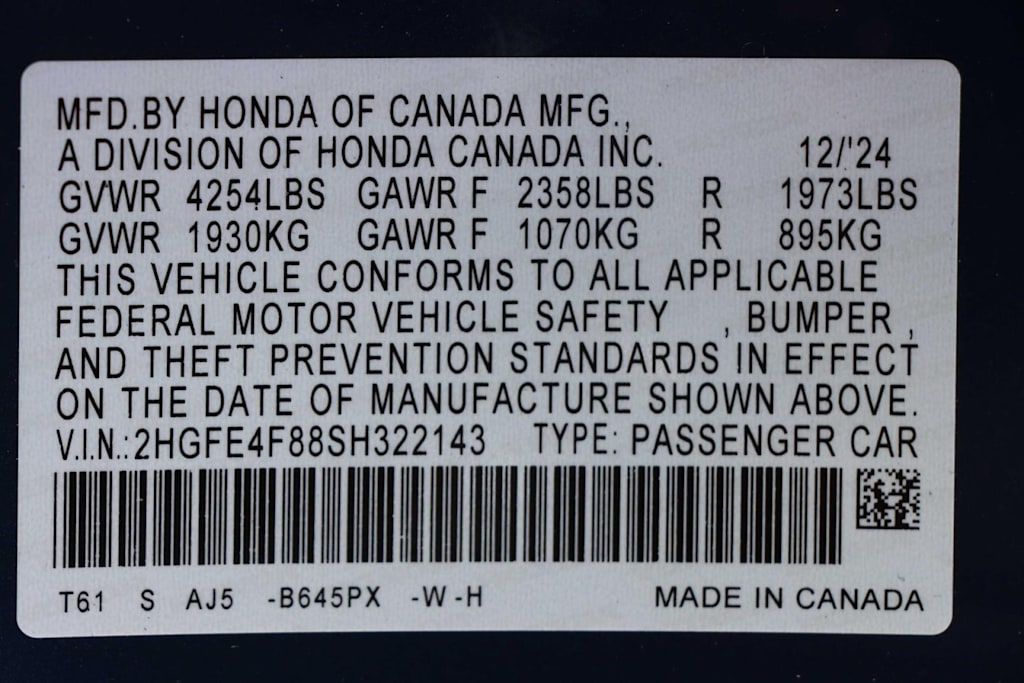 MFD.BY HONDA OF CANADA MFG.,
A DIVISION OF HONDA CANADA INC. 12/'24
GVWR 4254LBS GAWR F 2358LBS R 1973LBS
GVWR 1930KG GAWR F 1070KG R 895KG
THIS VEHICLE CONFORMS TO ALL APPLICABLE
FEDERAL MOTOR VEHICLE SAFETY , BUMPER ,
AND THEFT PREVENTION STANDARDS IN EFFECT
ON THE DATE OF MANUFACTURE SHOWN ABOVE.
V.I.N.:2HGFE4F88SH322143 TYPE: PASSENGER CAR
T61 S AJ5 -B645PX -W -H MADE IN CANADA